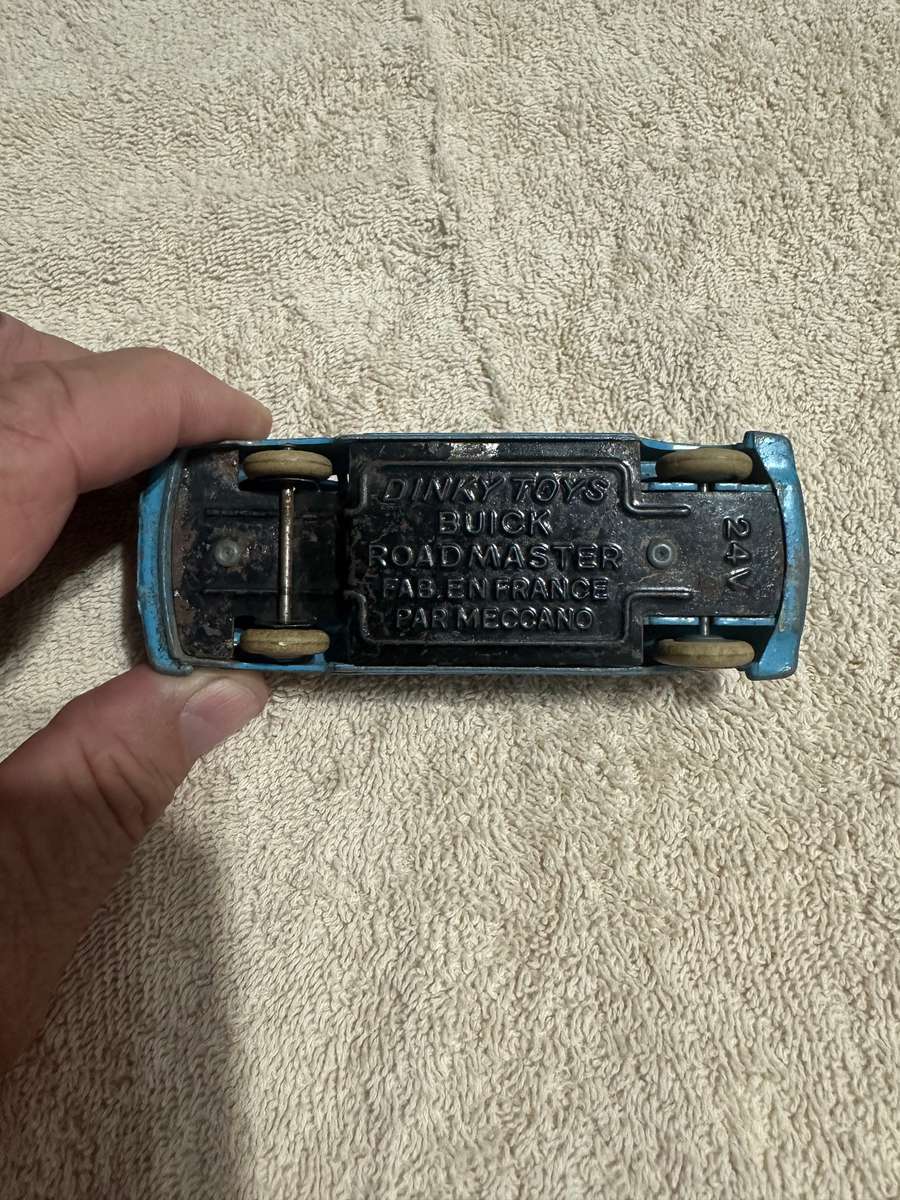 DINKY TOYS
BUICK
ROADMASTER
FAB. EN FRANCE
PAR MECCANO
24V